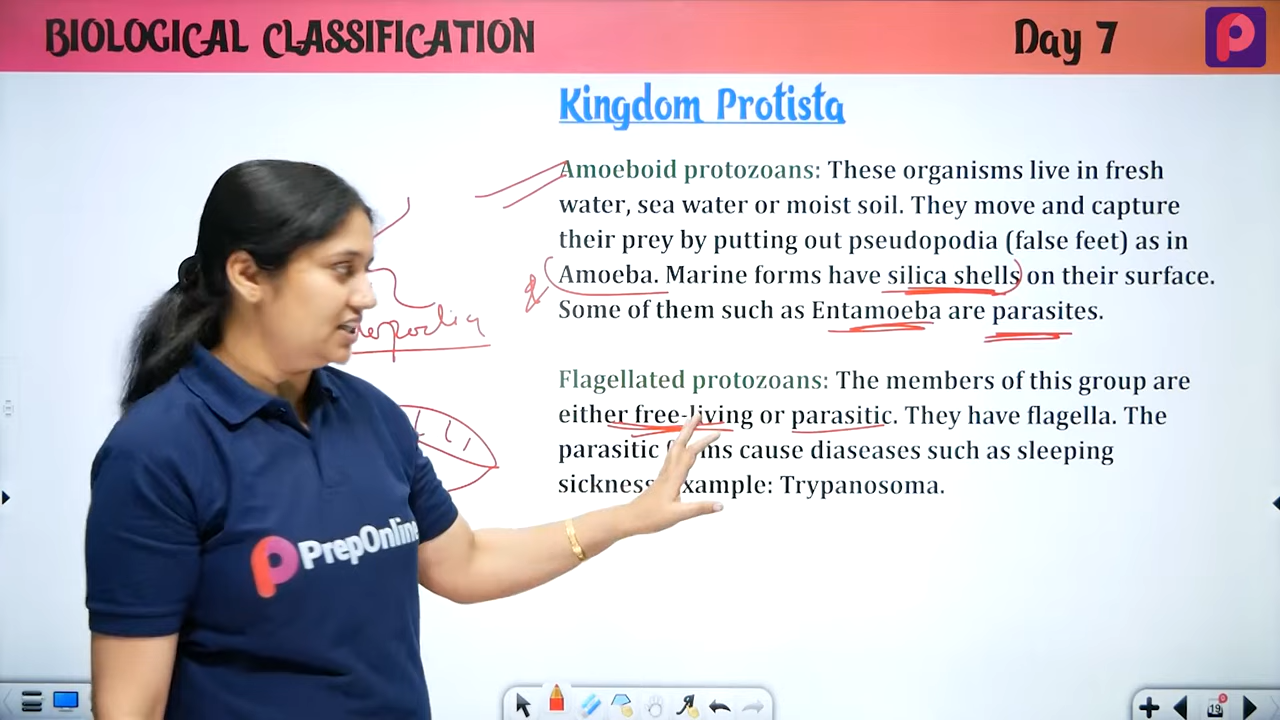 BIOLOGICAL CLASSIFICATION
Day 7
Kingdom Protista
Amoeboid protozoans: These organisms live in fresh
water, sea water or moist soil. They move and capture
their prey by putting out pseudopodia (false feet) as in
Amoeba. Marine forms have silica shells on their surface.
Some of them such as Entamoeba are parasites.
Flagellated protozoans: The members of this group are
either free-living or parasitic. They have flagella. The
parasitic cause diaseases such as sleeping
sickness Example: Trypanosoma.
PrepOnline
19